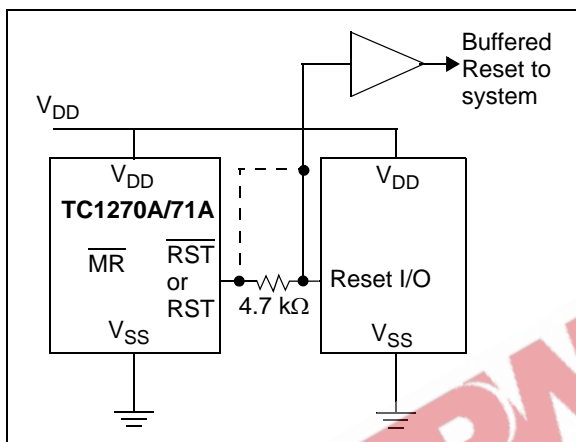 Buffered
Reset to
system
VDD
VDD
TC1270A/71A
MR
RST
or
RST
VSS
4.7 kΩ
VDD
Reset I/O
VSS